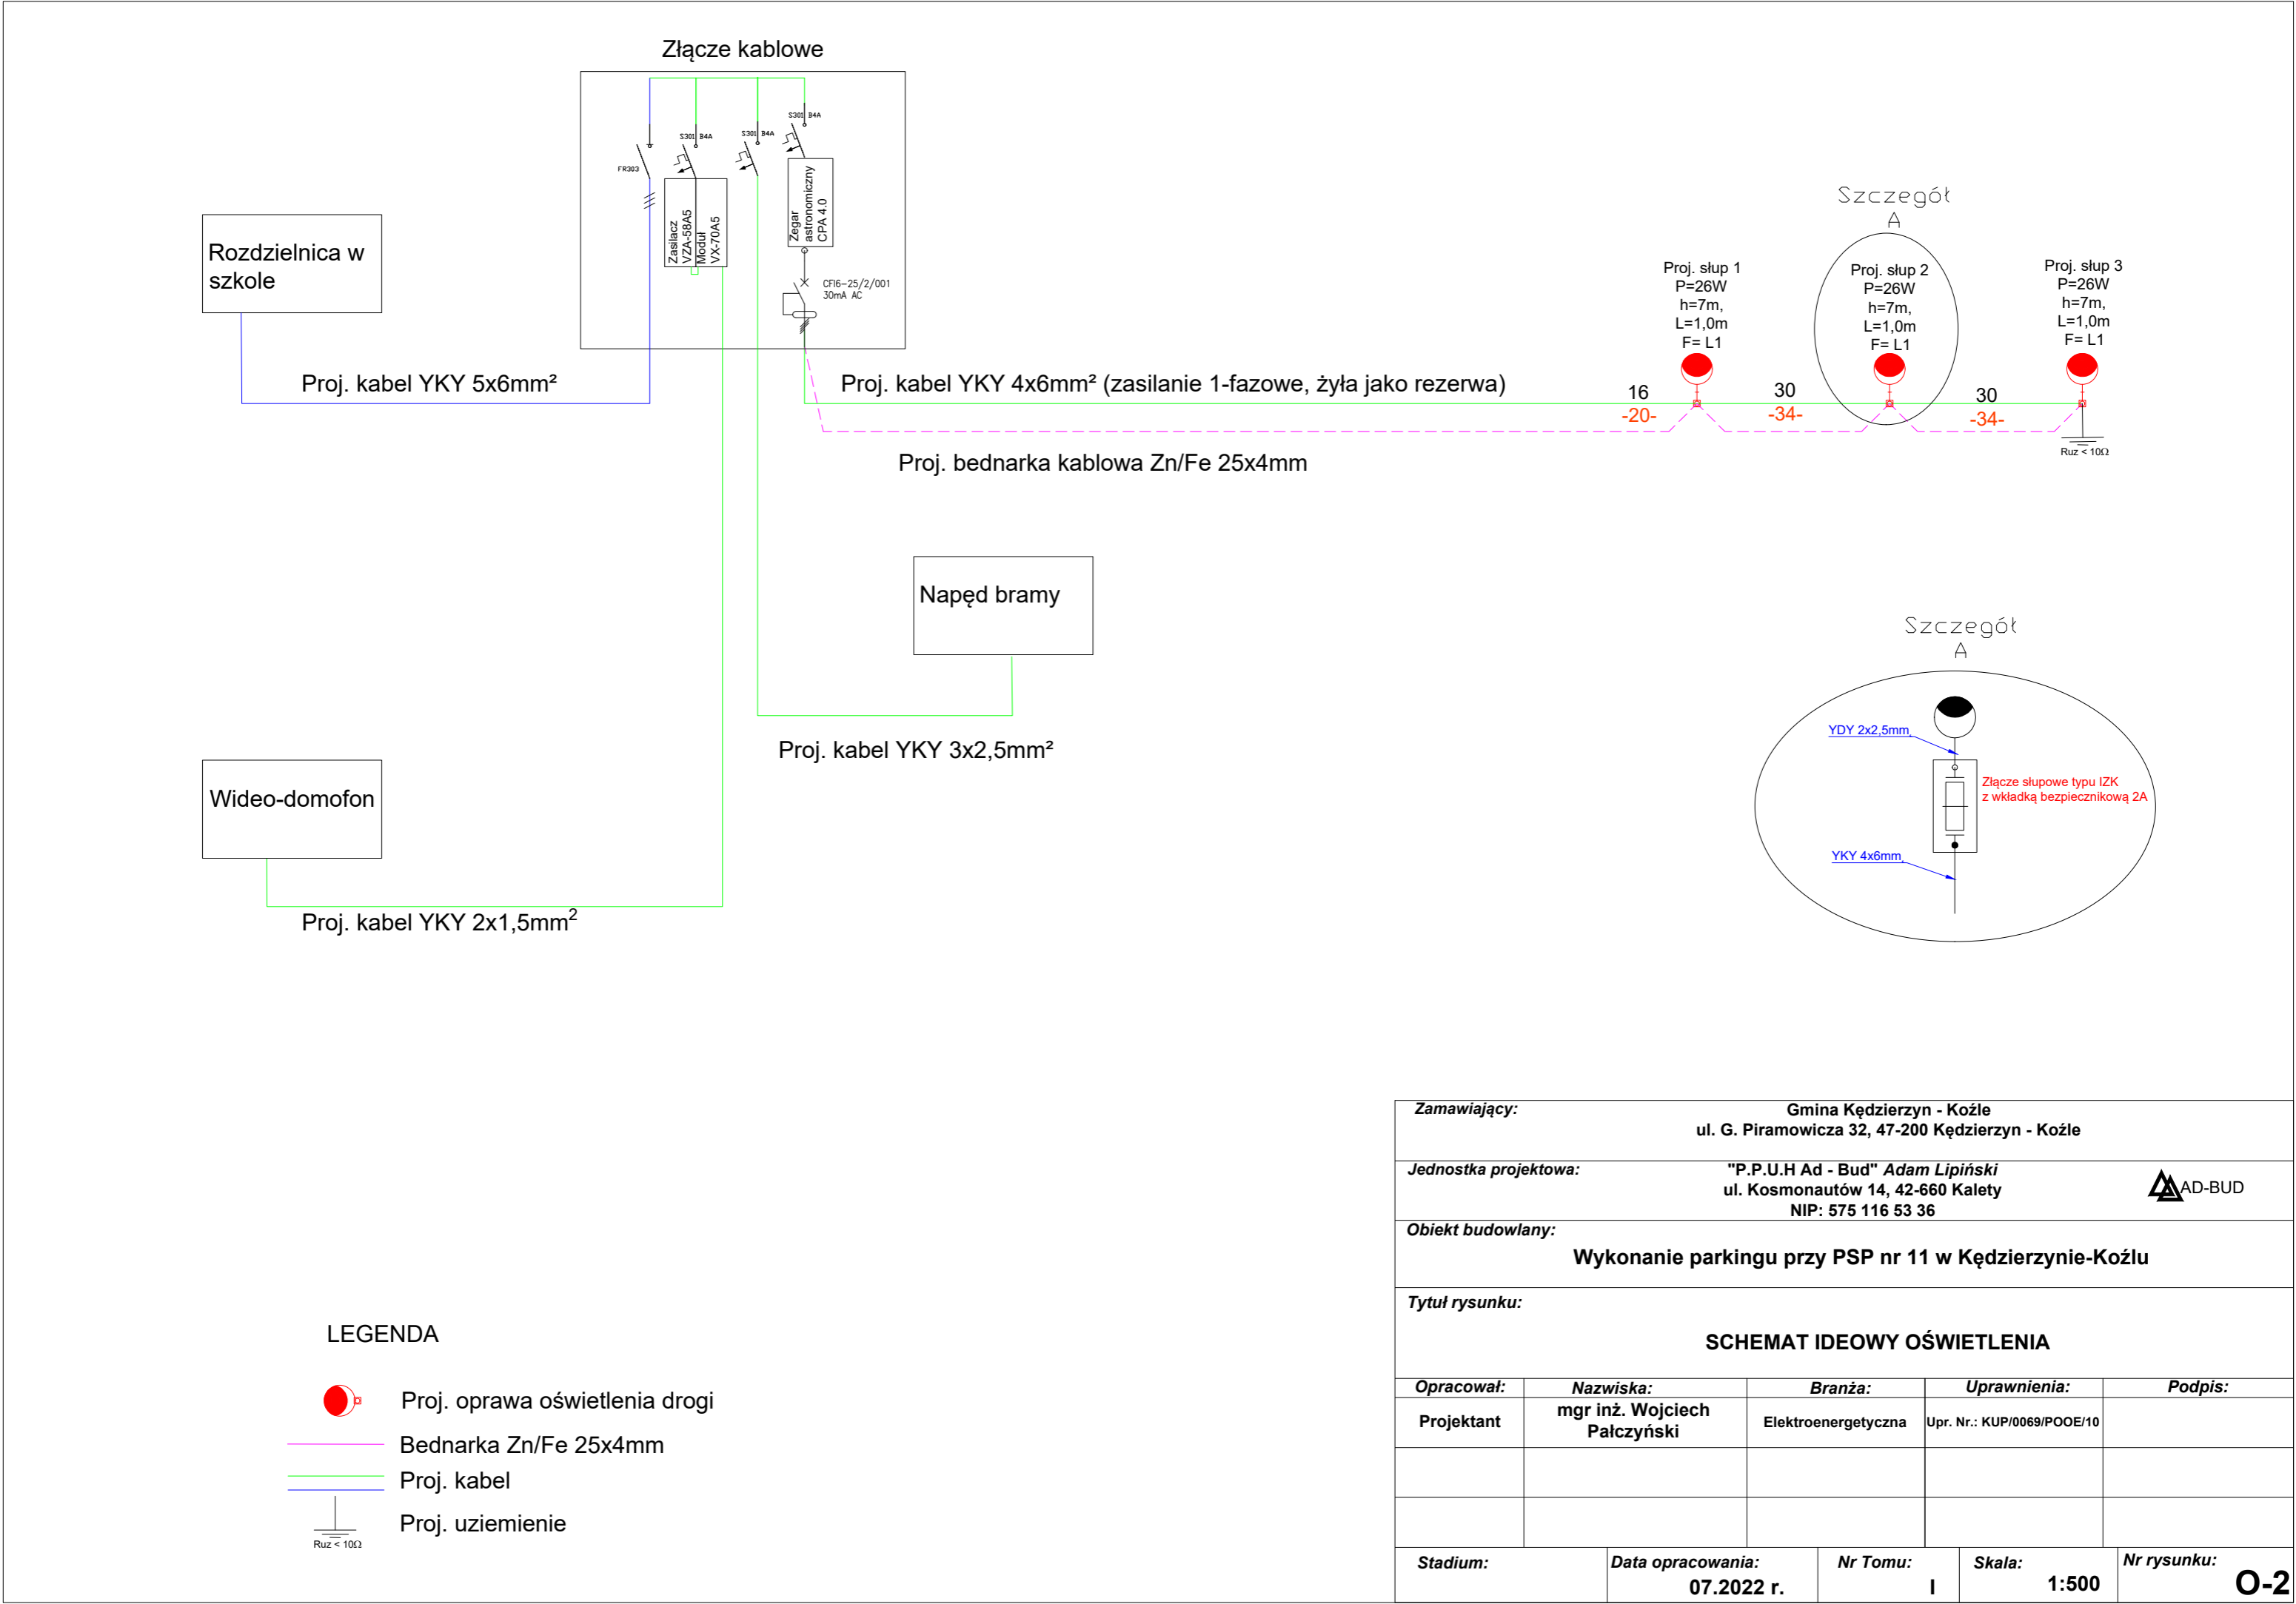 Złącze kablowe
S301 B4A
S301 B4A
S301 B4A
FR303
Zasilacz
VZA-58A5
Moduł
VX-70A5
Zegar
astronomiczny
CPA 4.0
CFI6-25/2/001
30mA AC
Rozdzielnica w
szkole
Proj. kabel YKY 5x6mm²
Proj. kabel YKY 4x6mm² (zasilanie 1-fazowe, żyła jako rezerwa)
Proj. bednarka kablowa Zn/Fe 25x4mm
Szczegół
A
Proj. słup 1
P=26W
h=7m,
L=1,0m
F= L1
Proj. słup 2
P=26W
h=7m,
L=1,0m
F= L1
Proj. słup 3
P=26W
h=7m,
L=1,0m
F= L1
16
-20-
30
-34-
30
-34-
Ruz < 10Ω
Napęd bramy
Proj. kabel YKY 3x2,5mm²
Wideo-domofon
Proj. kabel YKY 2x1,5mm²
Szczegół
A
YDY 2x2,5mm
Złącze słupowe typu IZK
z wkładką bezpiecznikową 2A
YKY 4x6mm
LEGENDA
Proj. oprawa oświetlenia drogi
Bednarka Zn/Fe 25x4mm
Proj. kabel
Proj. uziemienie
Ruz < 10Ω
Zamawiający:
Gmina Kędzierzyn - Koźle
ul. G. Piramowicza 32, 47-200 Kędzierzyn - Koźle
Jednostka projektowa:
"P.P.U.H Ad - Bud" Adam Lipiński
ul. Kosmonautów 14, 42-660 Kalety
NIP: 575 116 53 36
AD-BUD
Obiekt budowlany:
Wykonanie parkingu przy PSP nr 11 w Kędzierzynie-Koźlu
Tytuł rysunku:
SCHEMAT IDEOWY OŚWIETLENIA
Opracował: Nazwiska: Branża: Uprawnienia: Podpis:
Projektant mgr inż. Wojciech Pałczyński Elektroenergetyczna Upr. Nr.: KUP/0069/POOE/10
Stadium: Data opracowania: Nr Tomu: Skala: Nr rysunku:
07.2022 r. I 1:500 O-2